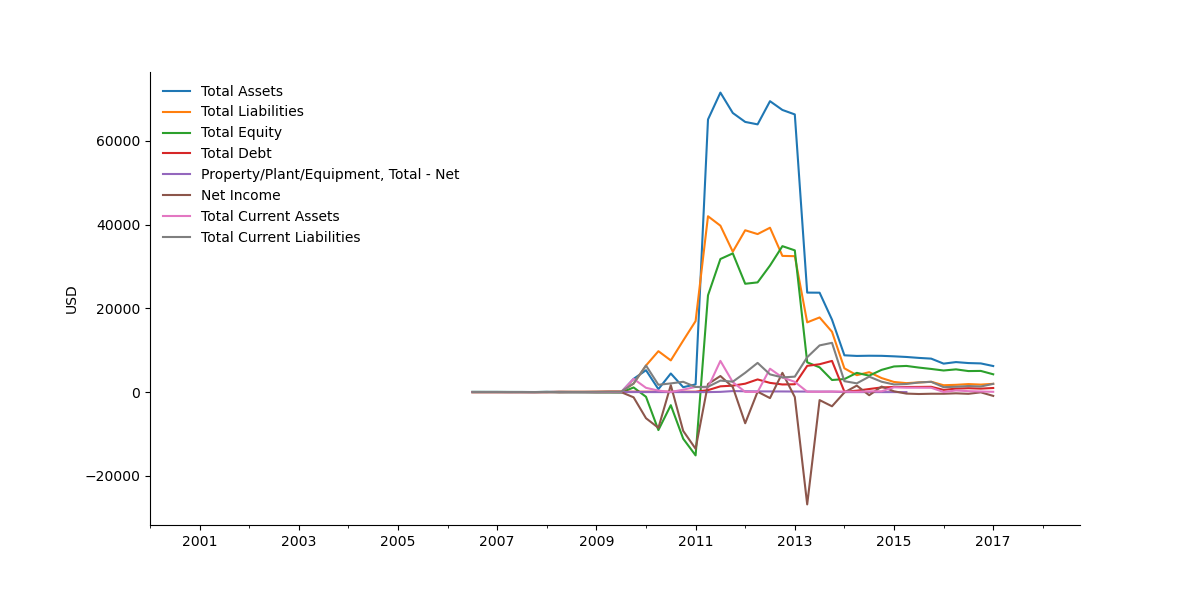 Total Assets
Total Liabilities
Total Equity
Total Debt
Property/Plant/Equipment, Total - Net
Net Income
Total Current Assets
Total Current Liabilities
60000
40000
20000
0
−20000
USD
2001 2003 2005 2007 2009 2011 2013 2015 2017